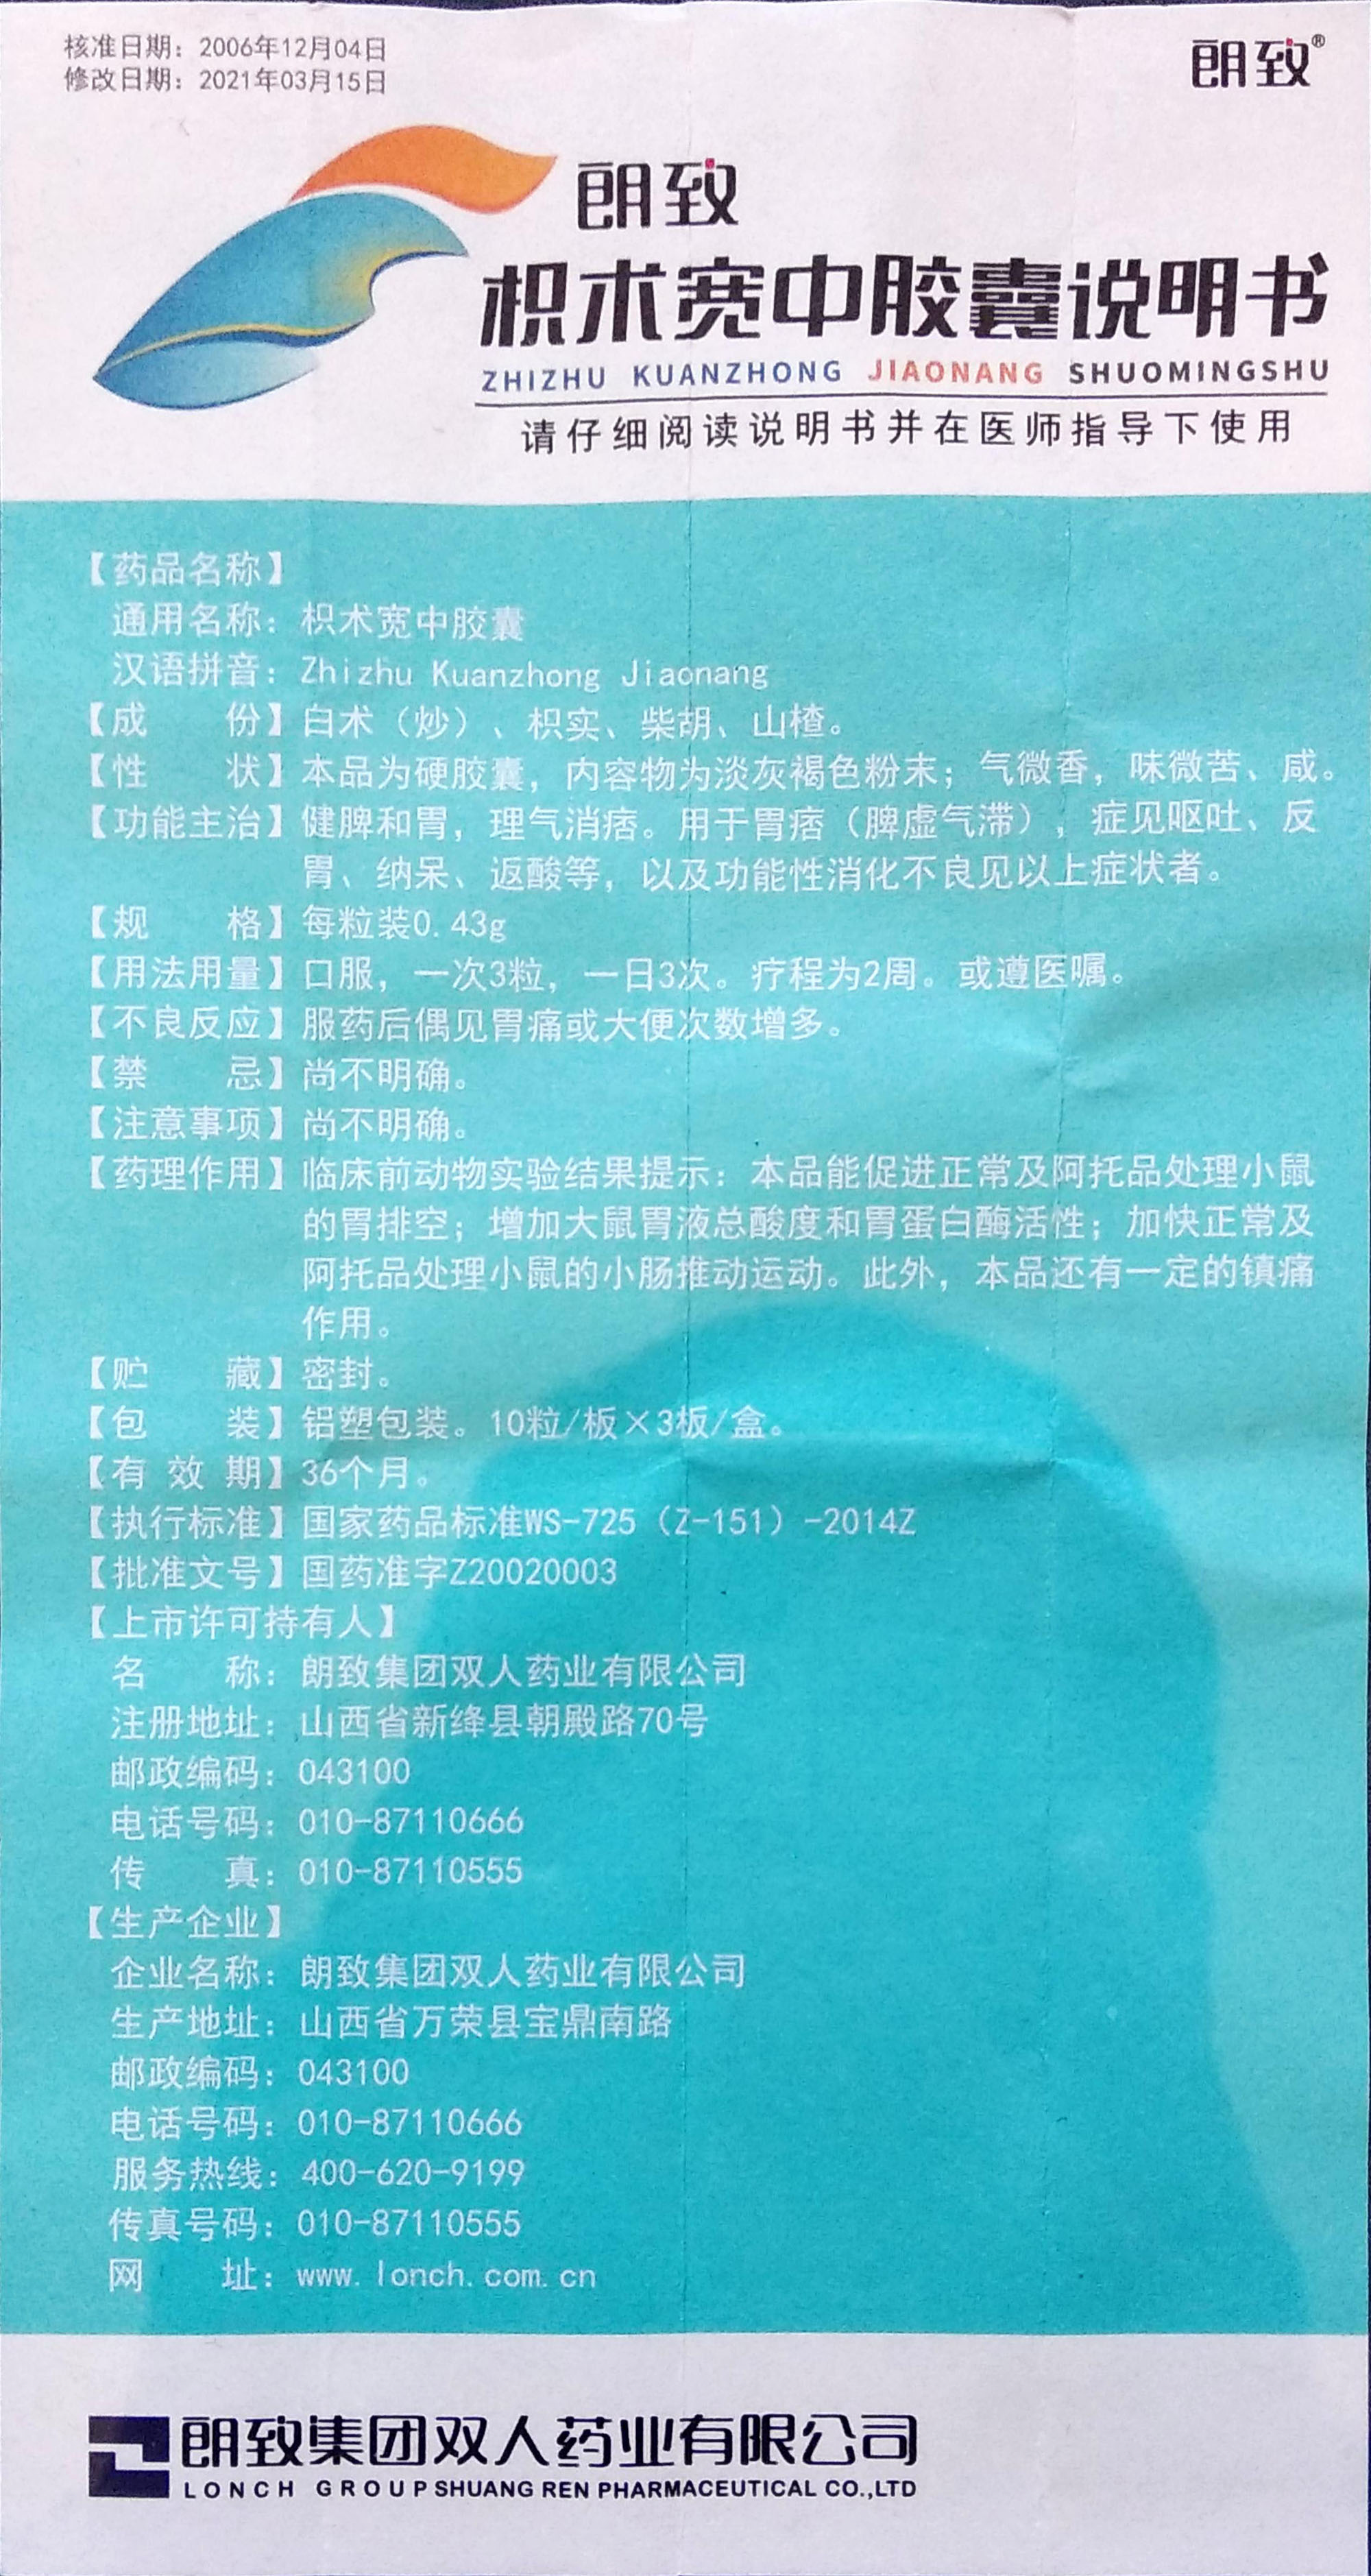 核准日期：2006年12月04日
修改日期：2021年03月15日
朗致®
朗致
枳术宽中胶囊说明书
ZHIZHU KUANZHONG JIAONANG SHUOMINGSHU
请仔细阅读说明书并在医师指导下使用
【药品名称】
通用名称：枳术宽中胶囊
汉语拼音：Zhizhu Kuanzhong Jiaonang
【成　　份】白术（炒）、枳实、柴胡、山楂。
【性　　状】本品为硬胶囊，内容物为淡灰褐色粉末；气微香，味微苦、咸。
【功能主治】健脾和胃，理气消痞。用于胃痞（脾虚气滞），症见呕吐、反
胃、纳呆、返酸等，以及功能性消化不良见以上症状者。
【规　　格】每粒装0.43g
【用法用量】口服，一次3粒，一日3次。疗程为2周。或遵医嘱。
【不良反应】服药后偶见胃痛或大便次数增多。
【禁　　忌】尚不明确。
【注意事项】尚不明确。
【药理作用】临床前动物实验结果提示：本品能促进正常及阿托品处理小鼠
的胃排空；增加大鼠胃液总酸度和胃蛋白酶活性；加快正常及
阿托品处理小鼠的小肠推动运动。此外，本品还有一定的镇痛
作用。
【贮　　藏】密封。
【包　　装】铝塑包装。10粒/板×3板/盒。
【有 效 期】36个月。
【执行标准】国家药品标准WS-725（Z-151）-2014Z
【批准文号】国药准字Z20020003
【上市许可持有人】
名　　称：朗致集团双人药业有限公司
注册地址：山西省新绛县朝殿路70号
邮政编码：043100
电话号码：010-87110666
传　　真：010-87110555
【生产企业】
企业名称：朗致集团双人药业有限公司
生产地址：山西省万荣县宝鼎南路
邮政编码：043100
电话号码：010-87110666
服务热线：400-620-9199
传真号码：010-87110555
网　　址：www.lonch.com.cn
朗致集团双人药业有限公司
LONCH GROUP SHUANG REN PHARMACEUTICAL CO.,LTD